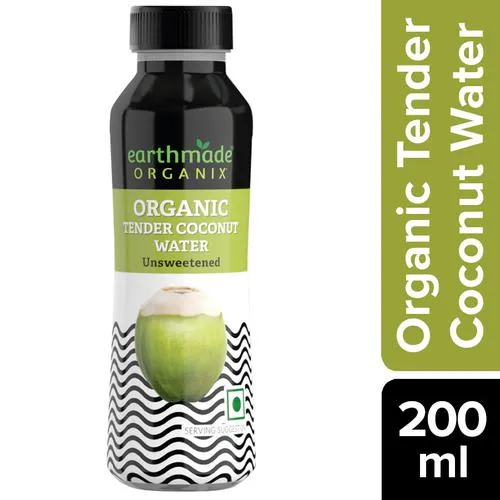 earthmade®
ORGANIX®
ORGANIC
TENDER COCONUT
WATER
Unsweetened
SERVING SUGGESTION
Organic Tender
Coconut Water
200
ml